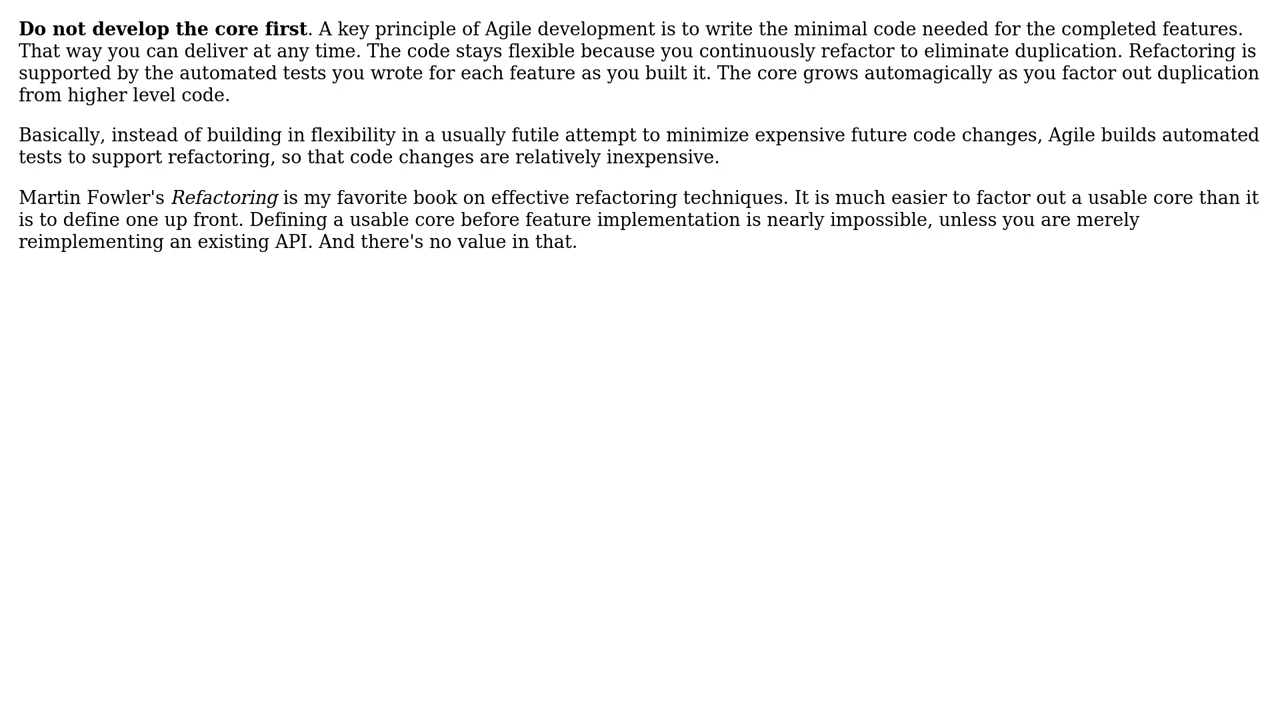 Do not develop the core first. A key principle of Agile development is to write the minimal code needed for the completed features.
That way you can deliver at any time. The code stays flexible because you continuously refactor to eliminate duplication. Refactoring is
supported by the automated tests you wrote for each feature as you built it. The core grows automagically as you factor out duplication
from higher level code.
Basically, instead of building in flexibility in a usually futile attempt to minimize expensive future code changes, Agile builds automated
tests to support refactoring, so that code changes are relatively inexpensive.
Martin Fowler's Refactoring is my favorite book on effective refactoring techniques. It is much easier to factor out a usable core than it
is to define one up front. Defining a usable core before feature implementation is nearly impossible, unless you are merely
reimplementing an existing API. And there's no value in that.